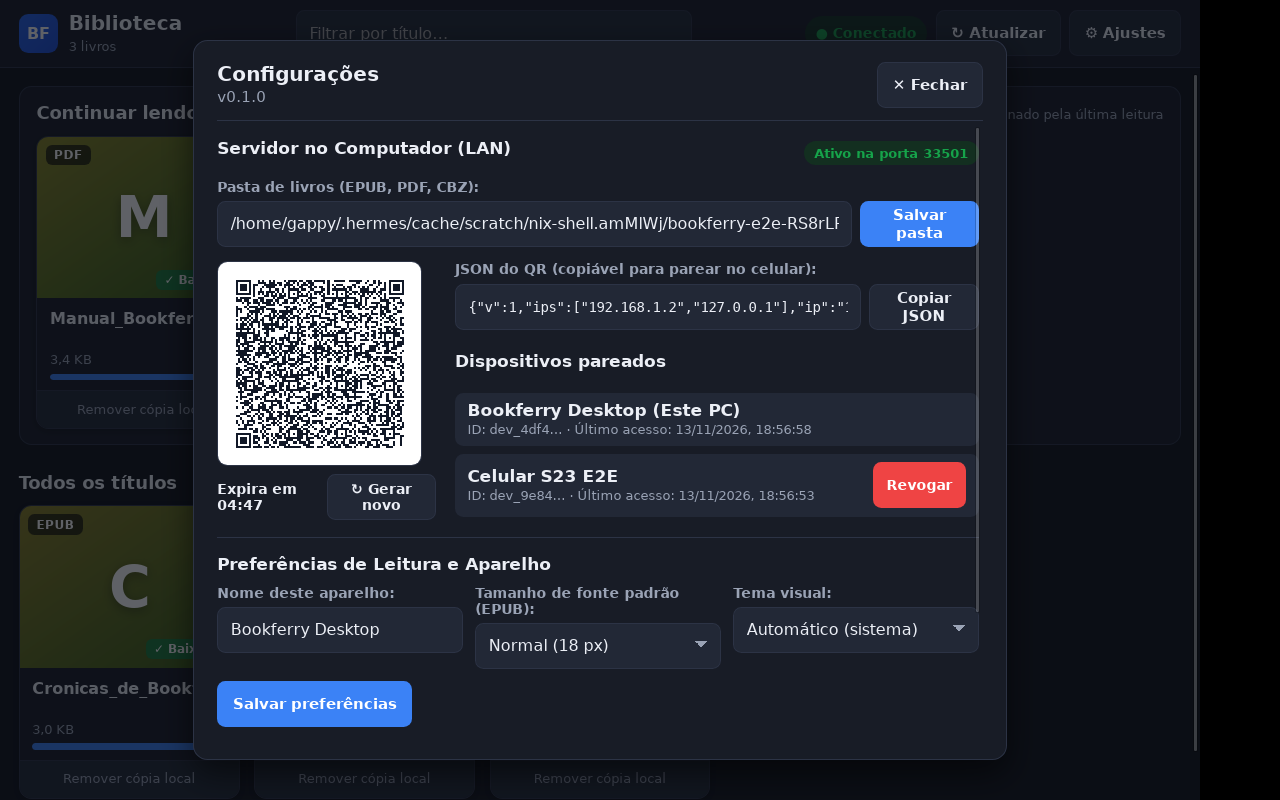 BF
Biblioteca
3 livros
Filtrar por título...
● Conectado
↻ Atualizar
⚙ Ajustes
Configurações
v0.1.0
✕ Fechar
Continuar lendo
nado pela última leitura
PDF
M
✓ Ba
Manual_Bookfer
3,4 KB
Remover cópia loc
Servidor no Computador (LAN)
Ativo na porta 33501
Pasta de livros (EPUB, PDF, CBZ):
/home/gappy/.hermes/cache/scratch/nix-shell.amMlWj/bookferry-e2e-RS8rLF
Salvar
pasta
JSON do QR (copiável para parear no celular):
{"v":1,"ips":["192.168.1.2","127.0.0.1"],"ip":"
Copiar
JSON
Dispositivos pareados
Bookferry Desktop (Este PC)
ID: dev_4df4… · Último acesso: 13/11/2026, 18:56:58
Celular S23 E2E
ID: dev_9e84… · Último acesso: 13/11/2026, 18:56:53
Revogar
Expira em
04:47
↻ Gerar
novo
Todos os títulos
EPUB
C
✓ Baix
Cronicas_de_Book
3,0 KB
Remover cópia local
Remover cópia local
Remover cópia local
Preferências de Leitura e Aparelho
Nome deste aparelho:
Bookferry Desktop
Tamanho de fonte padrão
(EPUB):
Normal (18 px)
Tema visual:
Automático (sistema)
Salvar preferências